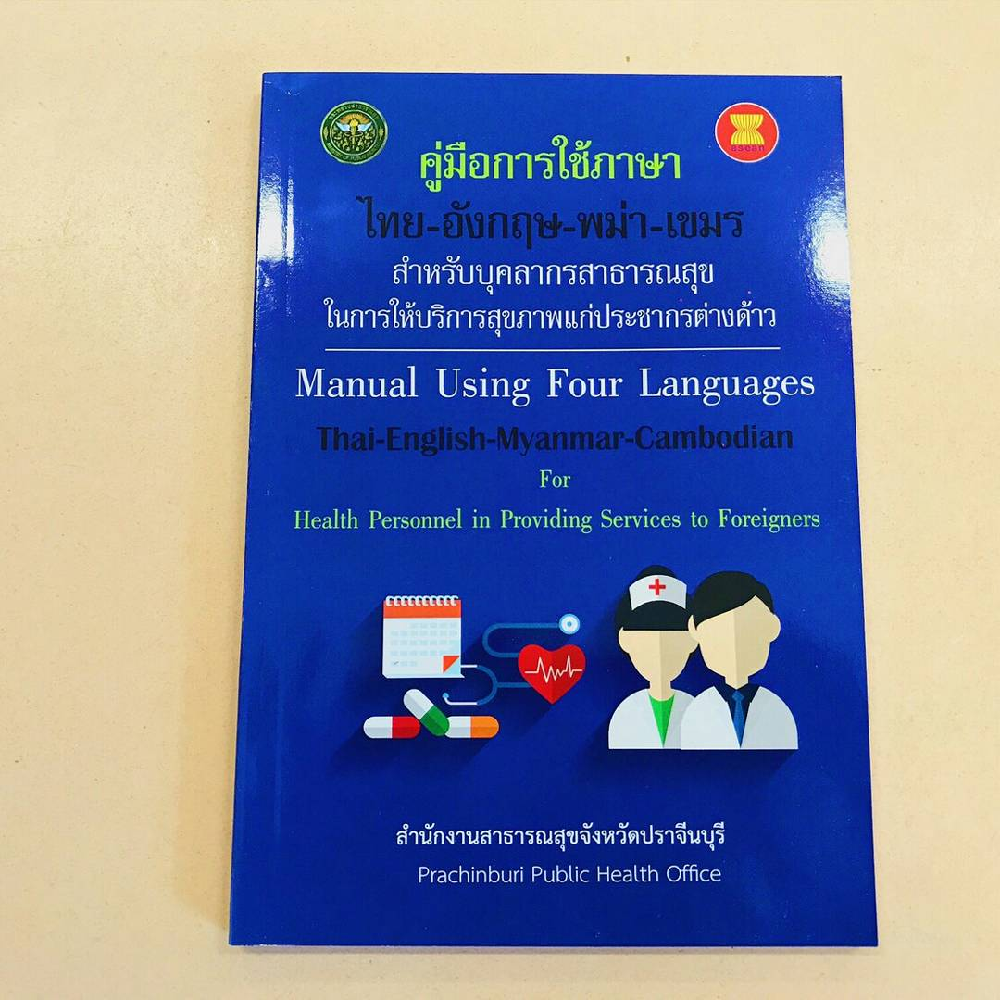 คู่มือการใช้ภาษา
ไทย-อังกฤษ-พม่า-เขมร
สำหรับบุคลากรสาธารณสุข
ในการให้บริการสุขภาพแก่ประชากรต่างด้าว
Manual Using Four Languages
Thai-English-Myanmar-Cambodian
For
Health Personnel in Providing Services to Foreigners
สำนักงานสาธารณสุขจังหวัดปราจีนบุรี
Prachinburi Public Health Office
asean